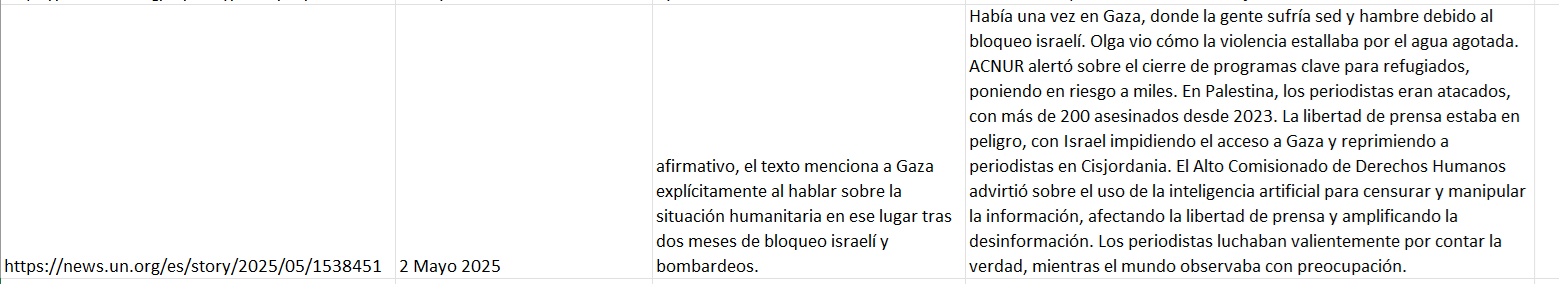 https://news.un.org/es/story/2025/05/1538451
2 Mayo 2025
afirmativo, el texto menciona a Gaza
explícitamente al hablar sobre la
situación humanitaria en ese lugar tras
dos meses de bloqueo israelí y
bombardeos.
Había una vez en Gaza, donde la gente sufría sed y hambre debido al
bloqueo israelí. Olga vio cómo la violencia estallaba por el agua agotada.
ACNUR alertó sobre el cierre de programas clave para refugiados,
poniendo en riesgo a miles. En Palestina, los periodistas eran atacados,
con más de 200 asesinados desde 2023. La libertad de prensa estaba en
peligro, con Israel impidiendo el acceso a Gaza y reprimiendo a
periodistas en Cisjordania. El Alto Comisionado de Derechos Humanos
advirtió sobre el uso de la inteligencia artificial para censurar y manipular
la información, afectando la libertad de prensa y amplificando la
desinformación. Los periodistas luchaban valientemente por contar la
verdad, mientras el mundo observaba con preocupación.